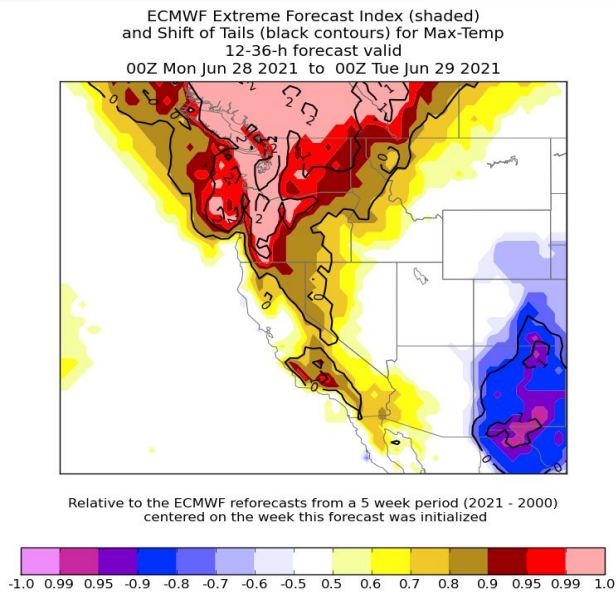 ECMWF Extreme Forecast Index (shaded)
and Shift of Tails (black contours) for Max-Temp
12-36-h forecast valid
00Z Mon Jun 28 2021 to 00Z Tue Jun 29 2021
Relative to the ECMWF reforecasts from a 5 week period (2021 - 2000)
centered on the week this forecast was initialized
-1.0 0.99 0.95 -0.9 -0.8 -0.7 -0.6 -0.5 0.5 0.6 0.7 0.8 0.9 0.95 0.99 1.0